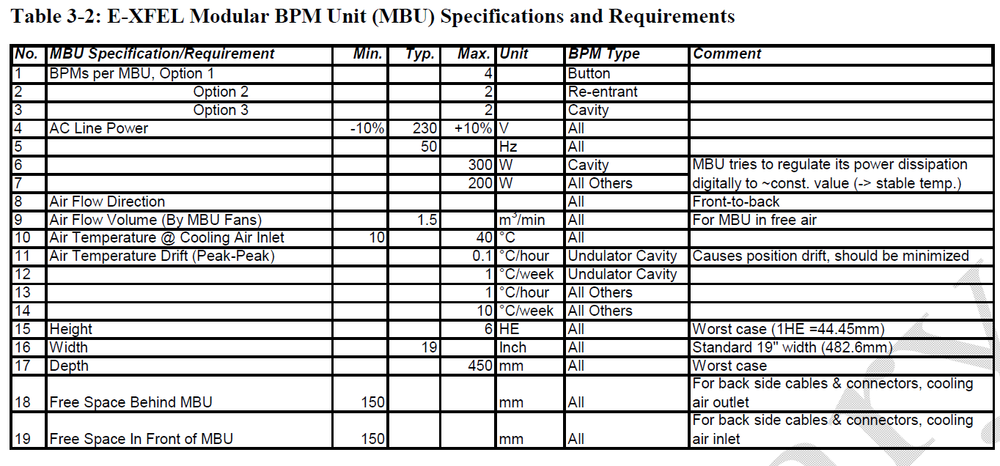 Table 3-2: E-XFEL Modular BPM Unit (MBU) Specifications and Requirements
No. MBU Specification/Requirement Min. Typ. Max. Unit BPM Type Comment
1 BPMs per MBU, Option 1 4 Button
2 Option 2 2 Re-entrant
3 Option 3 2 Cavity
4 AC Line Power -10% 230 +10% V All
5 50 Hz All
6 300 W Cavity MBU tries to regulate its power dissipation
7 200 W All Others digitally to ~const. value (-> stable temp.)
8 Air Flow Direction All Front-to-back
9 Air Flow Volume (By MBU Fans) 1.5 m³/min All For MBU in free air
10 Air Temperature @ Cooling Air Inlet 10 40 °C All
11 Air Temperature Drift (Peak-Peak) 0.1 °C/hour Undulator Cavity Causes position drift, should be minimized
12 1 °C/week Undulator Cavity
13 1 °C/hour All Others
14 10 °C/week All Others
15 Height 6 HE All Worst case (1HE =44.45mm)
16 Width 19 Inch All Standard 19" width (482.6mm)
17 Depth 450 mm All Worst case
For back side cables & connectors, cooling
18 Free Space Behind MBU 150 mm All air outlet
For back side cables & connectors, cooling
19 Free Space In Front of MBU 150 mm All air inlet